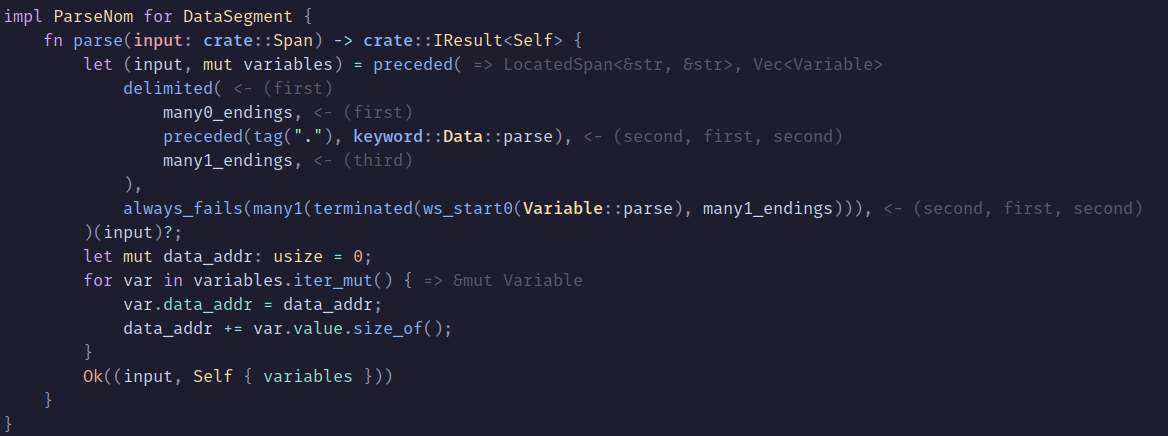 impl ParseNom for DataSegment {
    fn parse(input: crate::Span) -> crate::IResult<Self> {
        let (input, mut variables) = preceded( => LocatedSpan<&str, &str>, Vec<Variable>
            delimited( <- (first)
                many0_endings, <- (first)
                preceded(tag("."), keyword::Data::parse), <- (second, first, second)
                many1_endings, <- (third)
            ),
            always_fails(many1(terminated(ws_start0(Variable::parse), many1_endings))), <- (second, first, second)
        )(input)?;
        let mut data_addr: usize = 0;
        for var in variables.iter_mut() { => &mut Variable
            var.data_addr = data_addr;
            data_addr += var.value.size_of();
        }
        Ok((input, Self { variables }))
    }
}